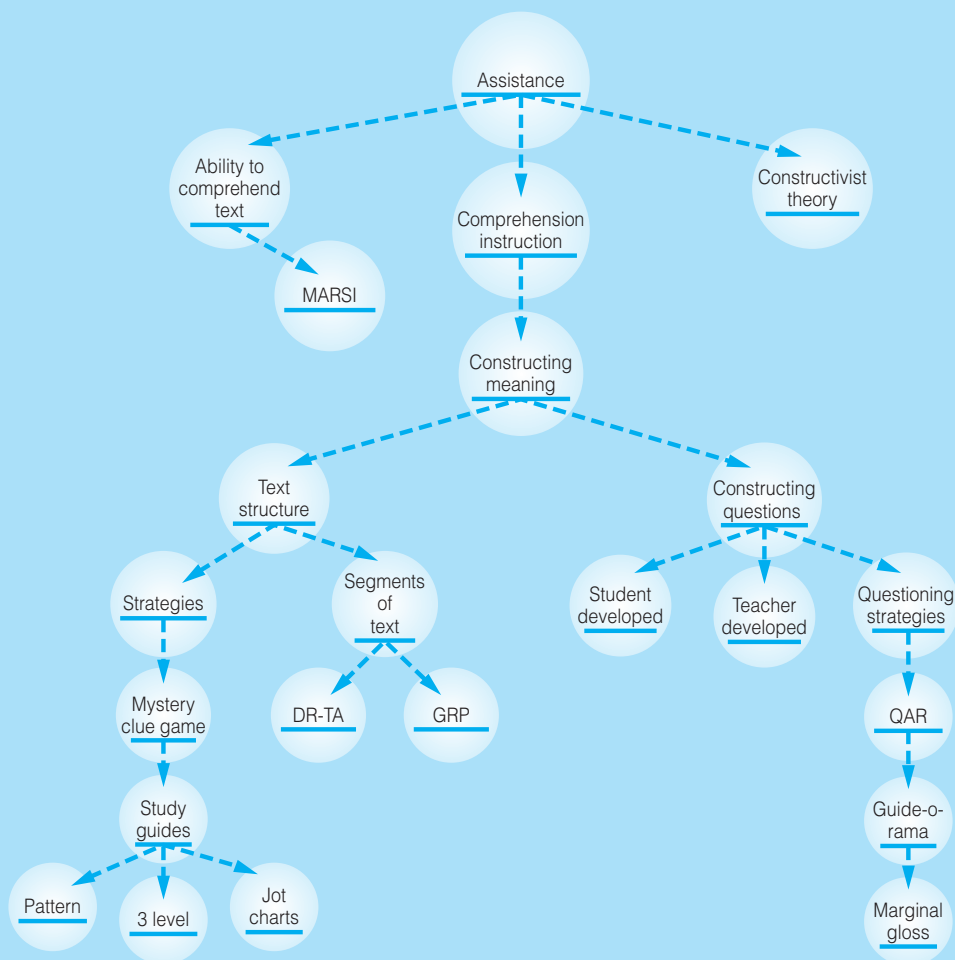 Assistance
Ability to
comprehend
text
Comprehension
instruction
Constructivist
theory
MARSI
Constructing
meaning
Text
structure
Constructing
questions
Strategies
Segments
of
text
Student
developed
Teacher
developed
Questioning
strategies
Mystery
clue game
DR-TA
GRP
QAR
Study
guides
Guide-o-
rama
Pattern
3 level
Jot
charts
Marginal
gloss